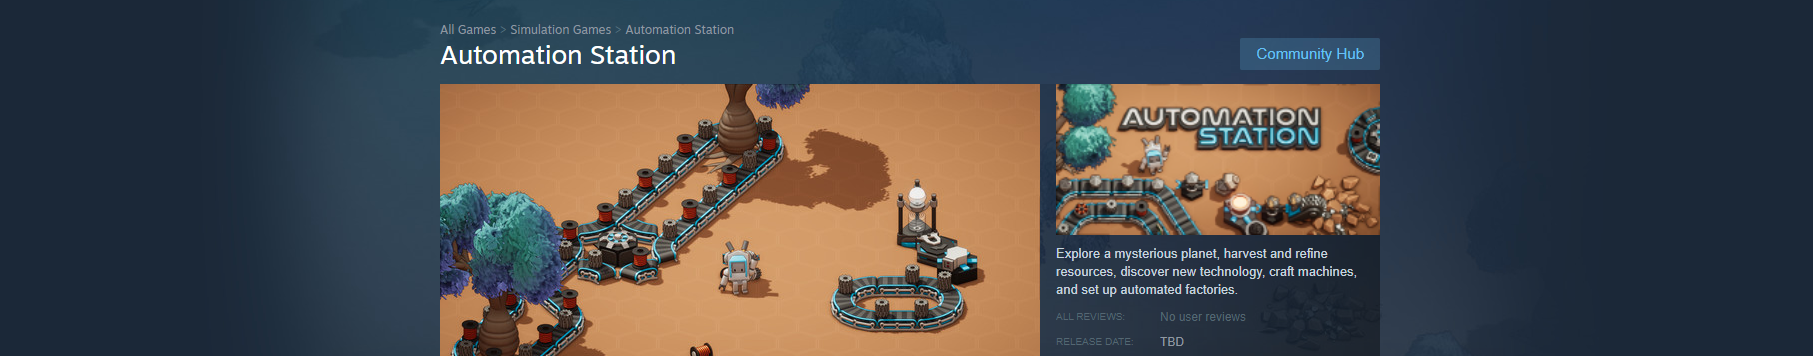 All Games > Simulation Games > Automation Station
Automation Station
Community Hub
AUTOMATION
STATION
Explore a mysterious planet, harvest and refine
resources, discover new technology, craft machines,
and set up automated factories.
ALL REVIEWS: No user reviews
RELEASE DATE: TBD